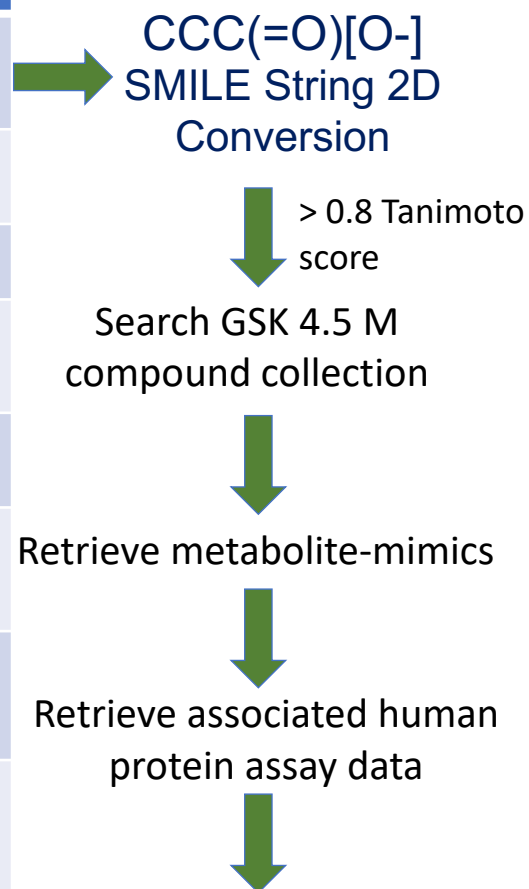 CCC(=O)[O-]
SMILE String 2D
Conversion
> 0.8 Tanimoto
score
Search GSK 4.5 M
compound collection
Retrieve metabolite-mimics
Retrieve associated human
protein assay data